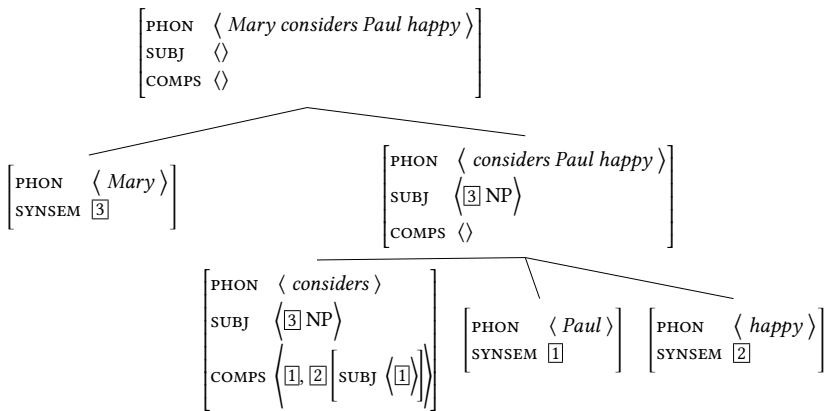 PHON ⟨ Mary considers Paul happy ⟩
SUBJ ⟨⟩
COMPS ⟨⟩
PHON ⟨ Mary ⟩
SYNSEM 3
PHON ⟨ considers Paul happy ⟩
SUBJ ⟨ 3 NP ⟩
COMPS ⟨⟩
PHON ⟨ considers ⟩
SUBJ ⟨ 3 NP ⟩
COMPS ⟨ 1, 2 [ SUBJ ⟨ 1 ⟩ ] ⟩
PHON ⟨ Paul ⟩
SYNSEM 1
PHON ⟨ happy ⟩
SYNSEM 2